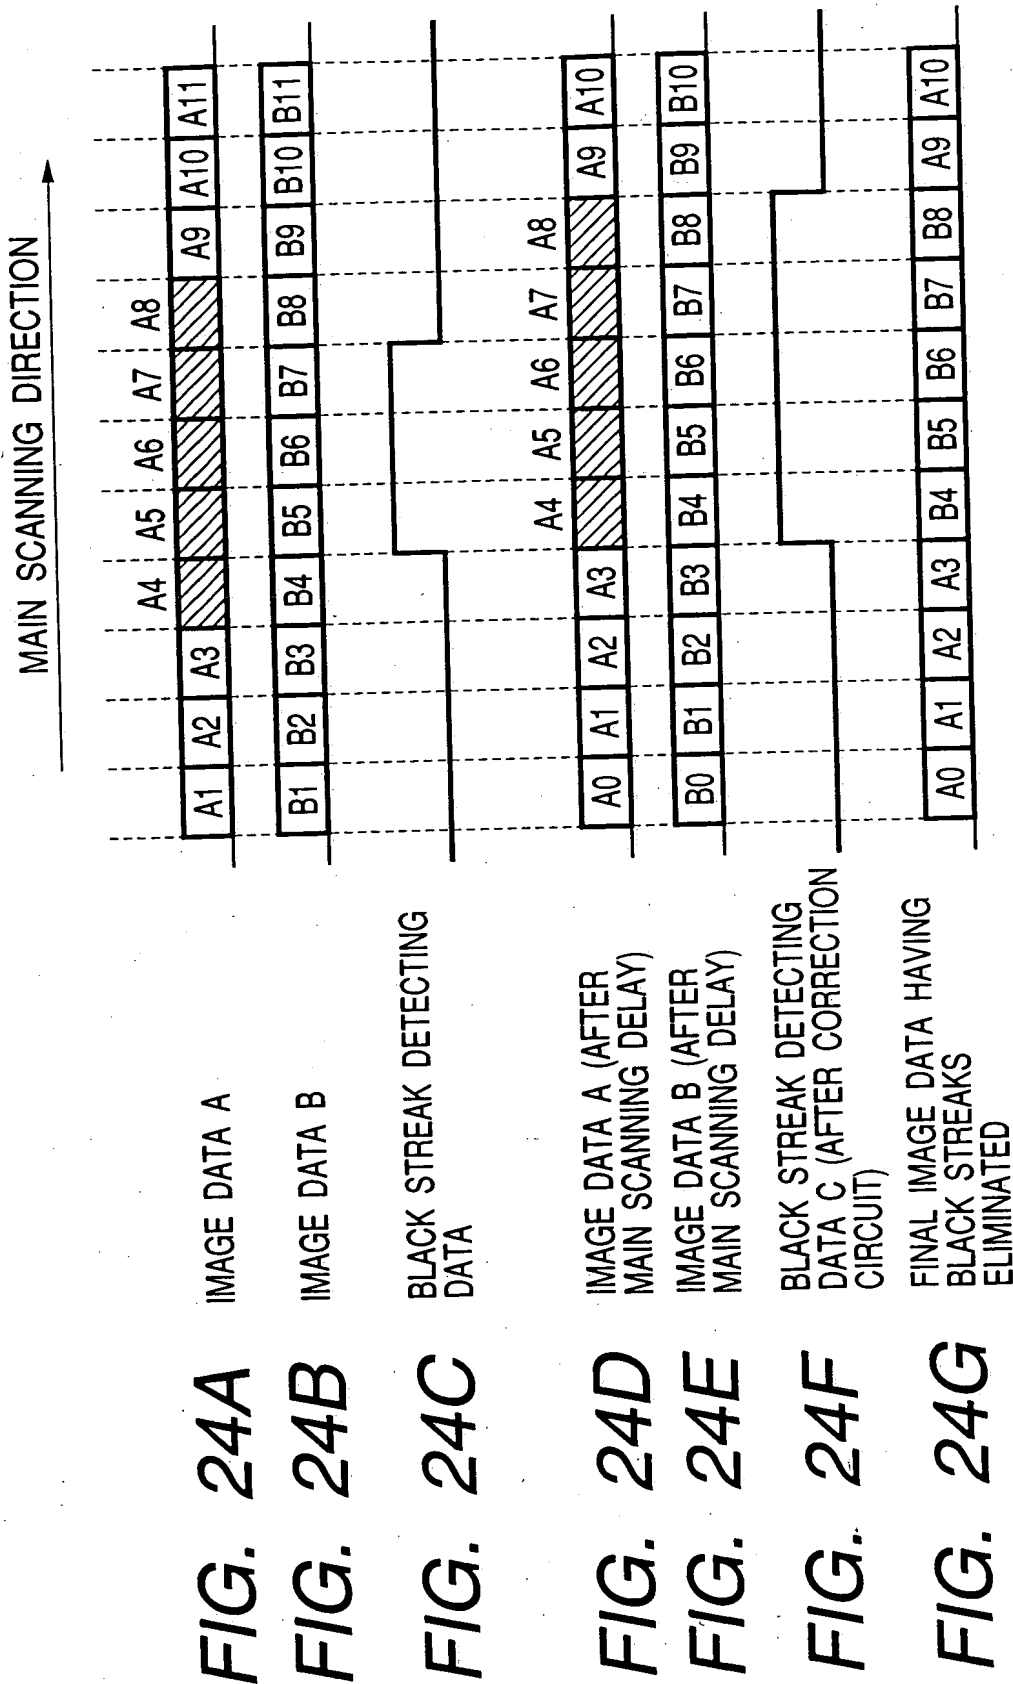 MAIN SCANNING DIRECTION
A4 A5 A6 A7 A8
FIG. 24A IMAGE DATA A A1 A2 A3 A9 A10 A11
FIG. 24B IMAGE DATA B B1 B2 B3 B4 B5 B6 B7 B8 B9 B10 B11
FIG. 24C BLACK STREAK DETECTING
DATA
A4 A5 A6 A7 A8
FIG. 24D IMAGE DATA A (AFTER A0 A1 A2 A3 A9 A10
MAIN SCANNING DELAY)
FIG. 24E IMAGE DATA B (AFTER B0 B1 B2 B3 B4 B5 B6 B7 B8 B9 B10
MAIN SCANNING DELAY)
FIG. 24F BLACK STREAK DETECTING
DATA C (AFTER CORRECTION
CIRCUIT)
FIG. 24G FINAL IMAGE DATA HAVING A0 A1 A2 A3 B4 B5 B6 B7 B8 A9 A10
BLACK STREAKS
ELIMINATED